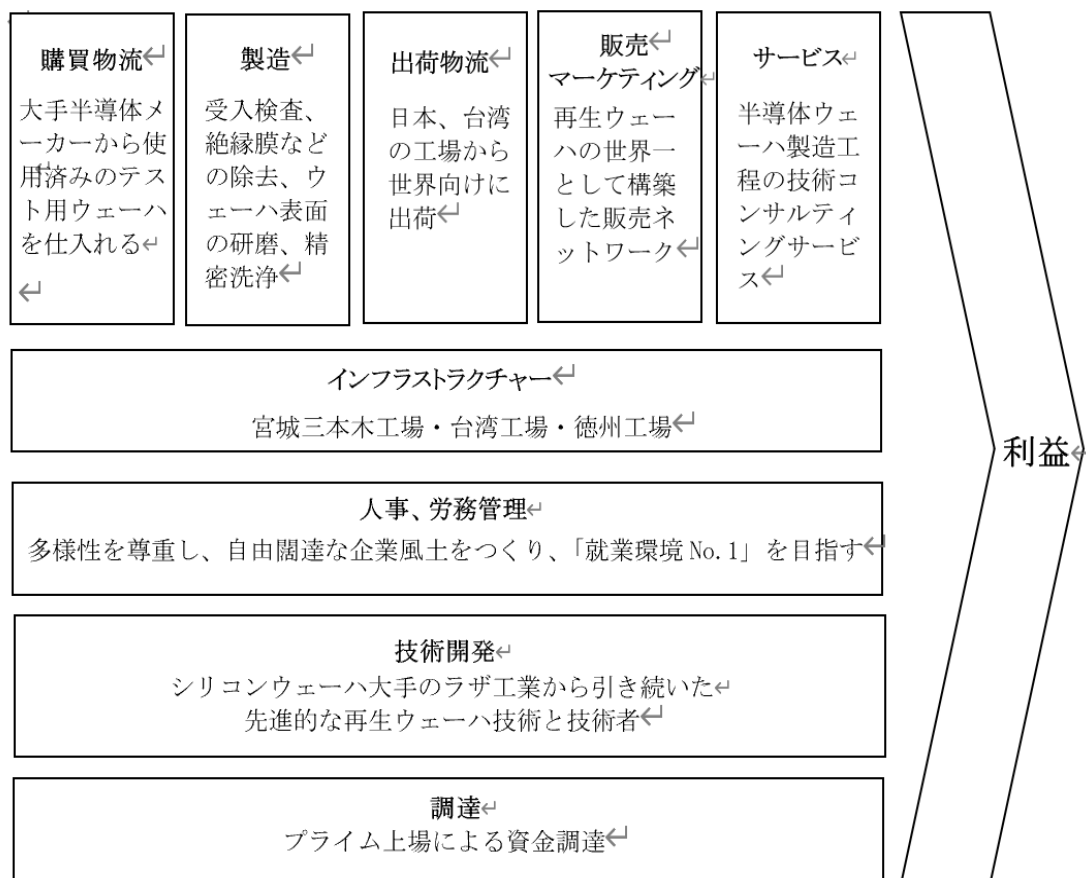 購買物流
大手半導体メ
ーカーから使
用済みのテス
ト用ウェーハ
を仕入れる
製造
受入検査、
絶縁膜など
の除去、ウ
ェーハ表面
の研磨、精
密洗浄
出荷物流
日本、台湾
の工場から
世界向けに
出荷
販売
マーケティング
再生ウェー
ハの世界一
として構築
した販売ネ
ットワーク
サービス
半導体ウェ
ーハ製造工
程の技術コ
ンサルティ
ングサービ
ス
インフラストラクチャー
宮城三本木工場・台湾工場・徳州工場
人事、労務管理
多様性を尊重し、自由闊達な企業風土をつくり、「就業環境 No.1」を目指す
技術開発
シリコンウェーハ大手のラザ工業から引き続いた
先進的な再生ウェーハ技術と技術者
調達
プライム上場による資金調達
利益